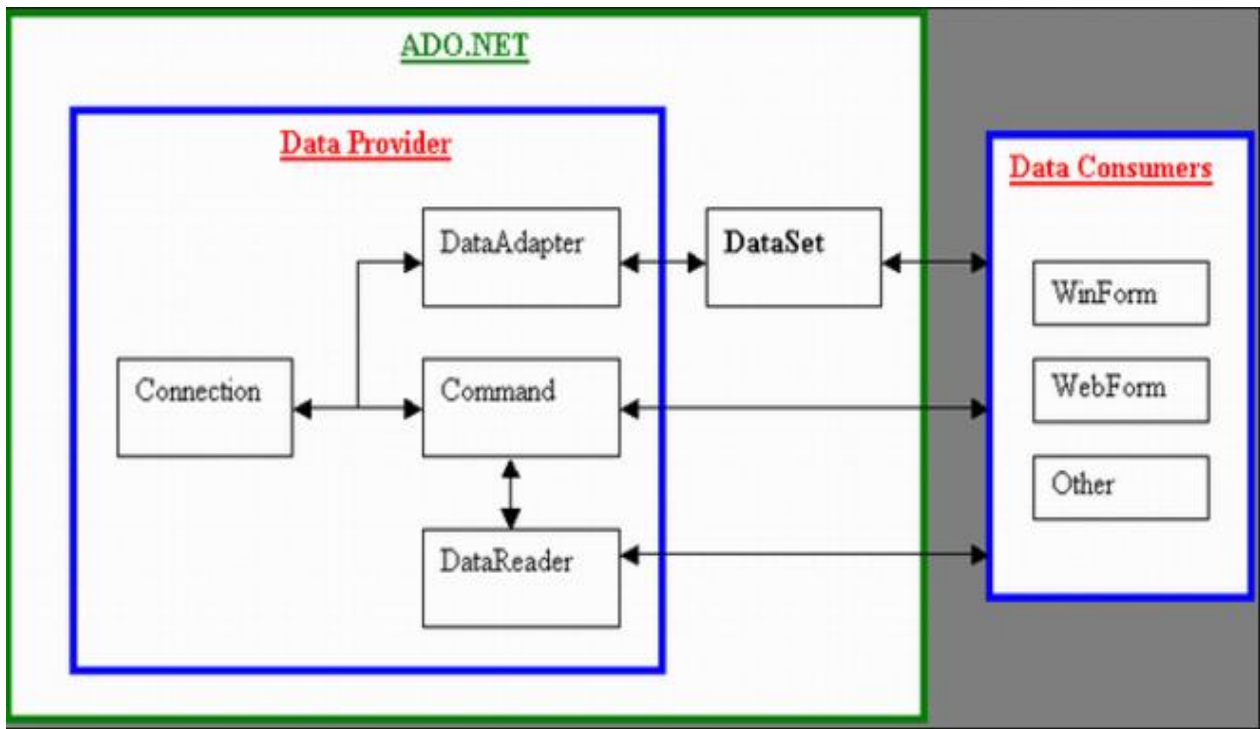 ADO.NET
Data Provider
Data Consumers
DataAdapter
DataSet
WinForm
Connection
Command
WebForm
Other
DataReader